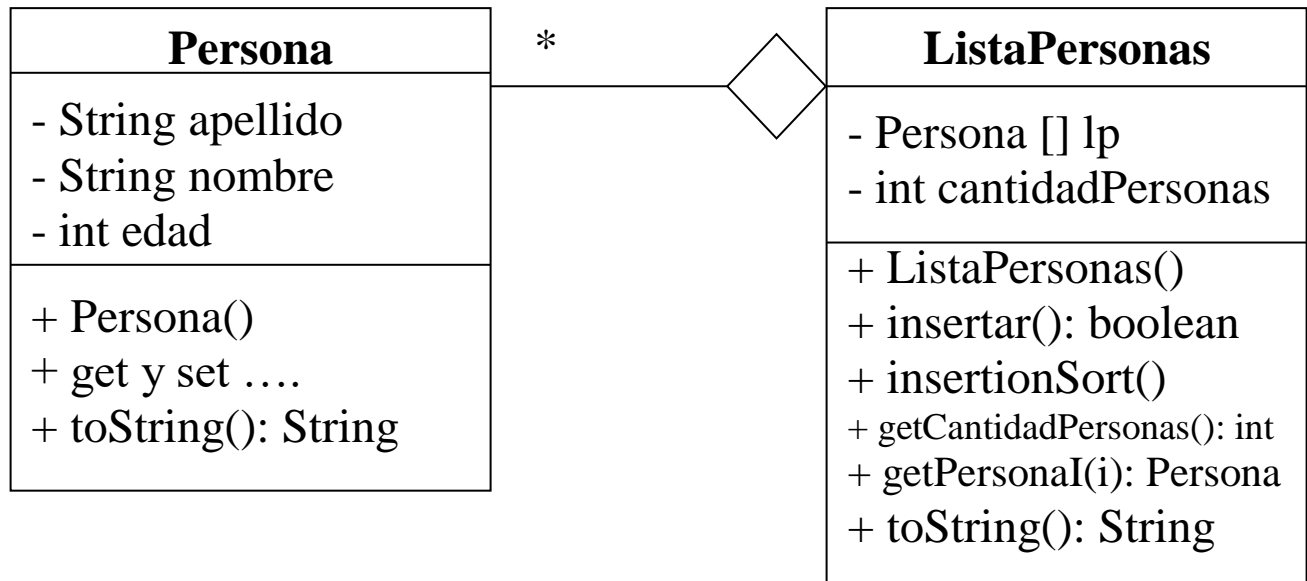 Persona
- String apellido
- String nombre
- int edad
+ Persona()
+ get y set ….
+ toString(): String
*
ListaPersonas
- Persona [] lp
- int cantidadPersonas
+ ListaPersonas()
+ insertar(): boolean
+ insertionSort()
+ getCantidadPersonas(): int
+ getPersonaI(i): Persona
+ toString(): String